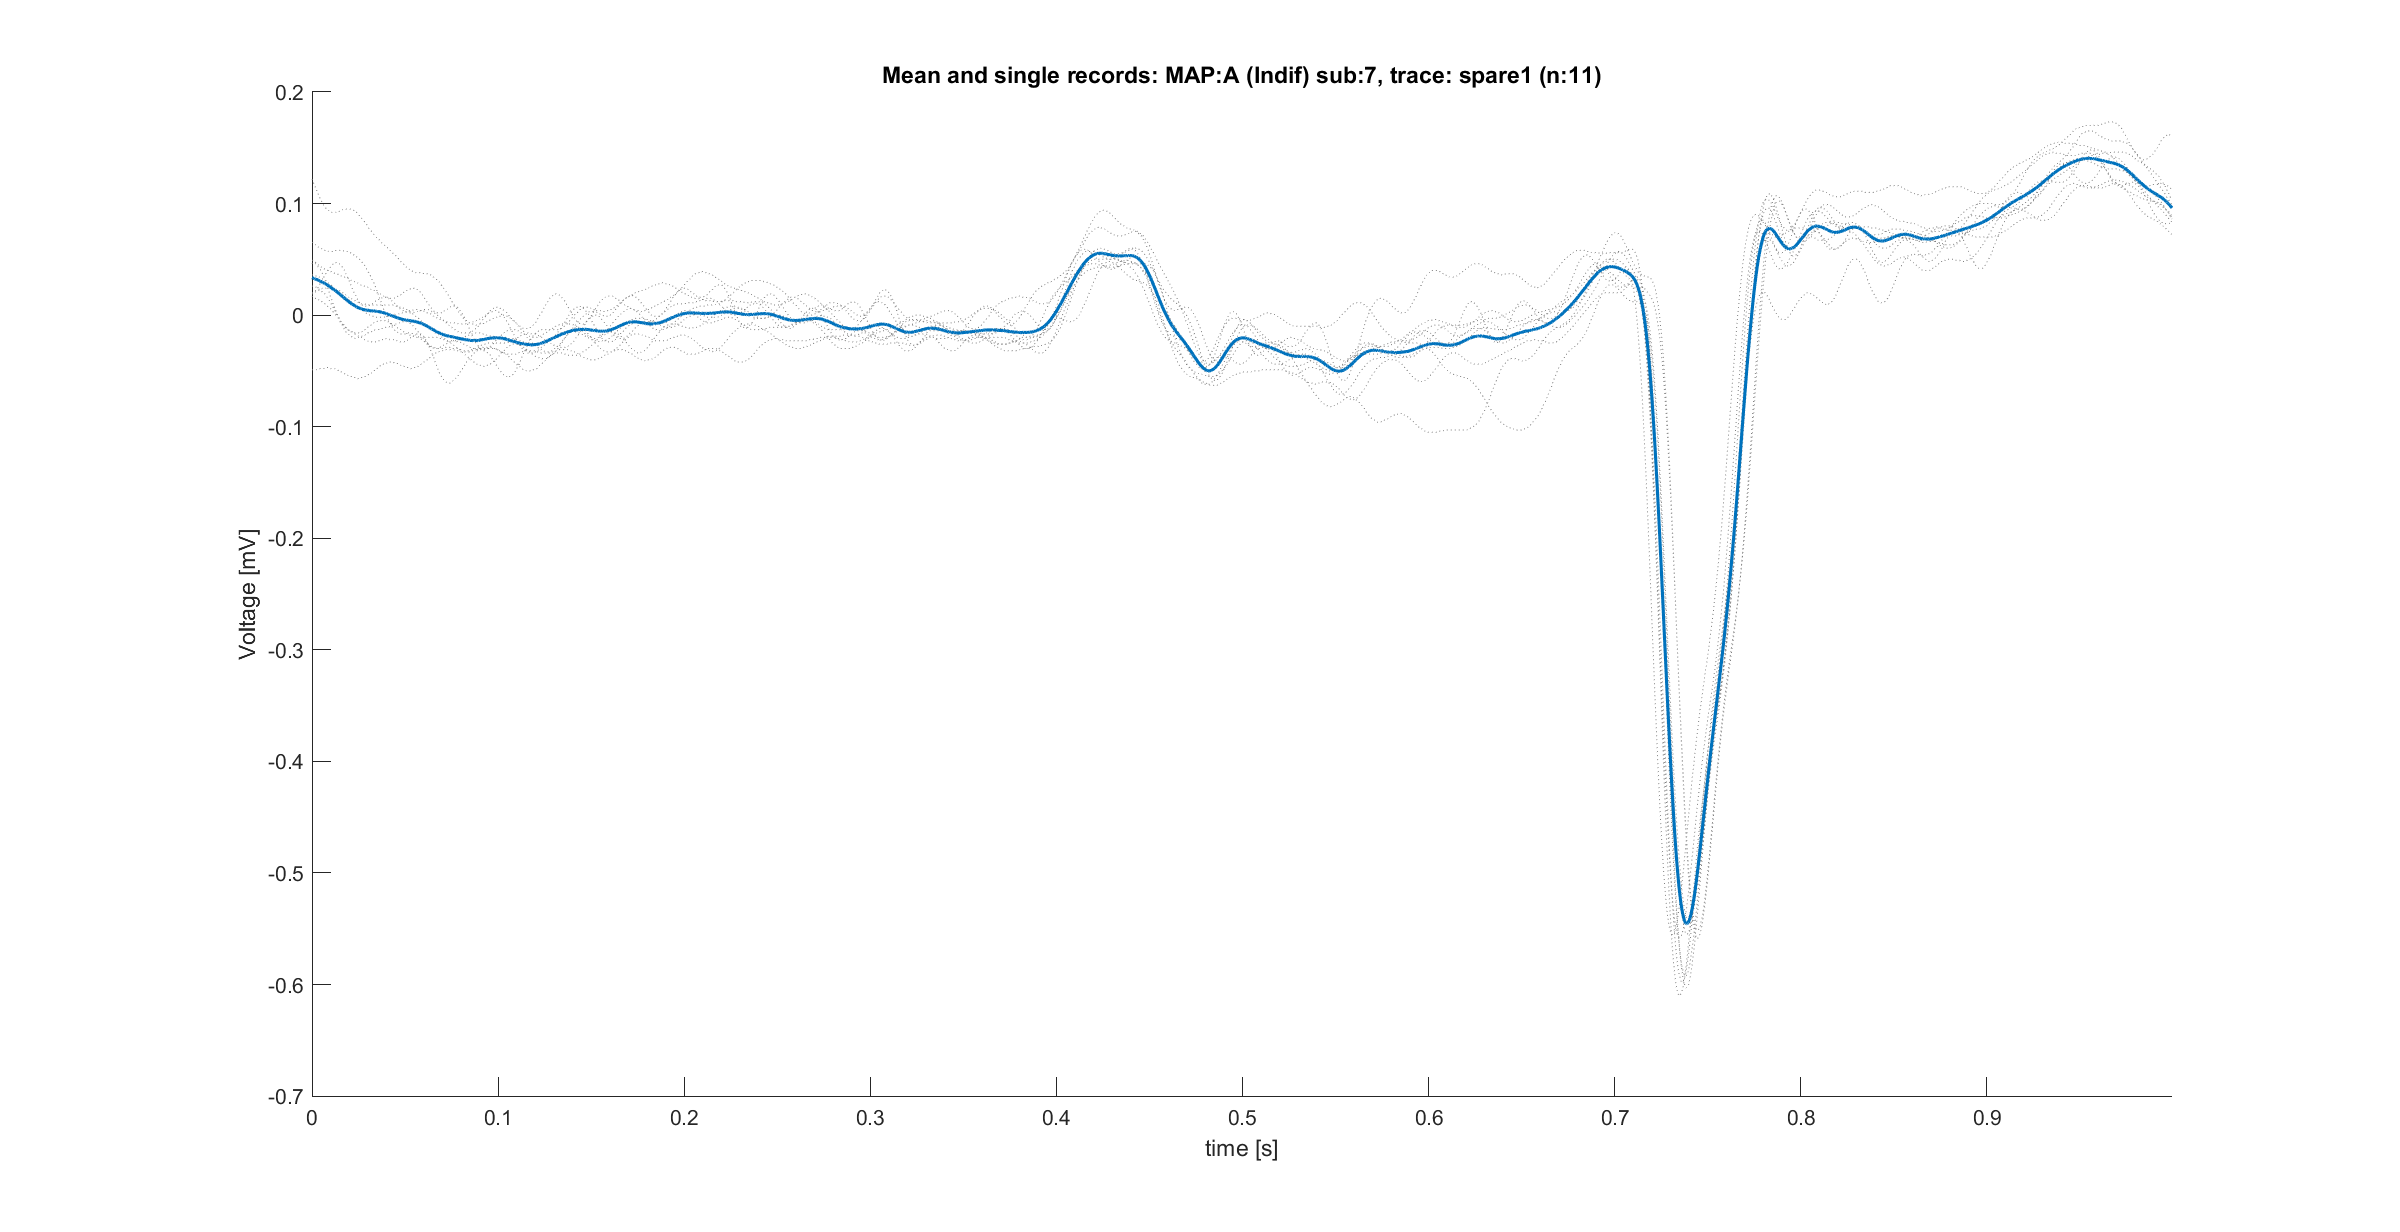 Mean and single records: MAP:A (Indif) sub:7, trace: spare1 (n:11)
0.2
0.1
0
-0.1
-0.2
-0.3
-0.4
-0.5
-0.6
-0.7
Voltage [mV]
0 0.1 0.2 0.3 0.4 0.5 0.6 0.7 0.8 0.9
time [s]